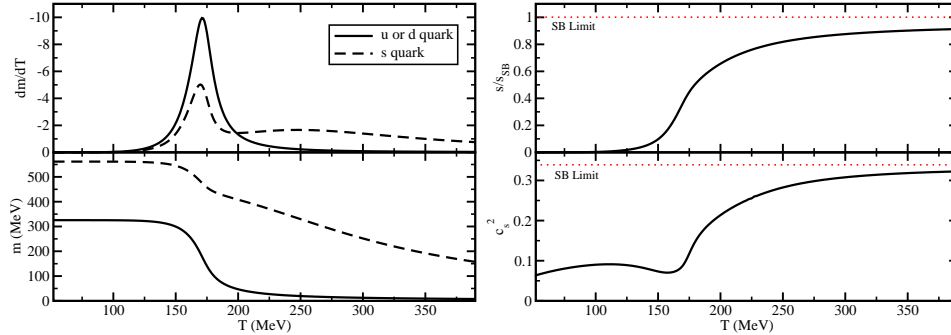 -10
-8
-6
-4
-2
0
dm/dT
u or d quark
s quark
500
400
300
200
100
0
m (MeV)
100 150 200 250 300 350
T (MeV)
1
0.8
0.6
0.4
0.2
0
s/s_SB
SB Limit
0.3
0.2
0.1
0
c_s^2
SB Limit
100 150 200 250 300 350
T (MeV)